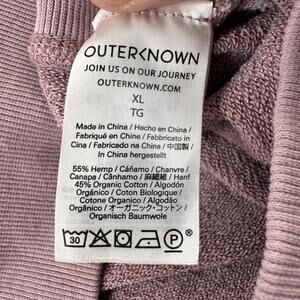 OUTERKNOWN
JOIN US ON OUR JOURNEY
OUTERKNOWN.COM
XL
TG
Made in China / Hecho en China /
Fabriqué en Chine / Fabbricato in
Cina / Fabricado na China / 中国製 /
In China hergestellt
55% Hemp / Cáñamo / Chanvre /
Canapa / Cânhamo / 麻繊維 / Hanf
45% Organic Cotton / Algodón
Orgánico / Coton Biologique /
Cotone Organico / Algodão
Orgânico / オーガニック・コットン /
Organisch Baumwole
30
P